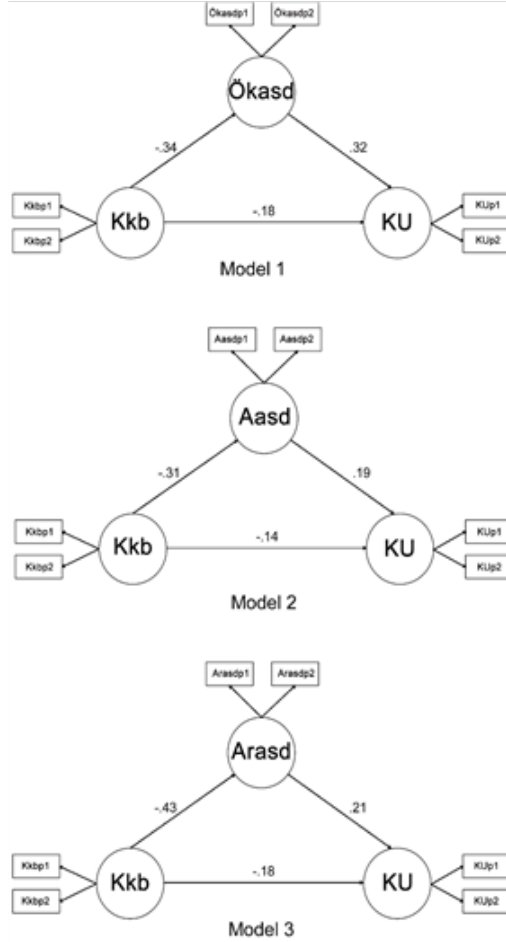 Ökasdp1 Ökasdp2
Ökasd
-.34 .32
Kkbp1 KUp1
Kkb -.18 KU
Kkbp2 KUp2
Model 1
Aasdp1 Aasdp2
Aasd
-.31 .19
Kkbp1 KUp1
Kkb -.14 KU
Kkbp2 KUp2
Model 2
Arasdp1 Arasdp2
Arasd
-.43 .21
Kkbp1 KUp1
Kkb -.18 KU
Kkbp2 KUp2
Model 3